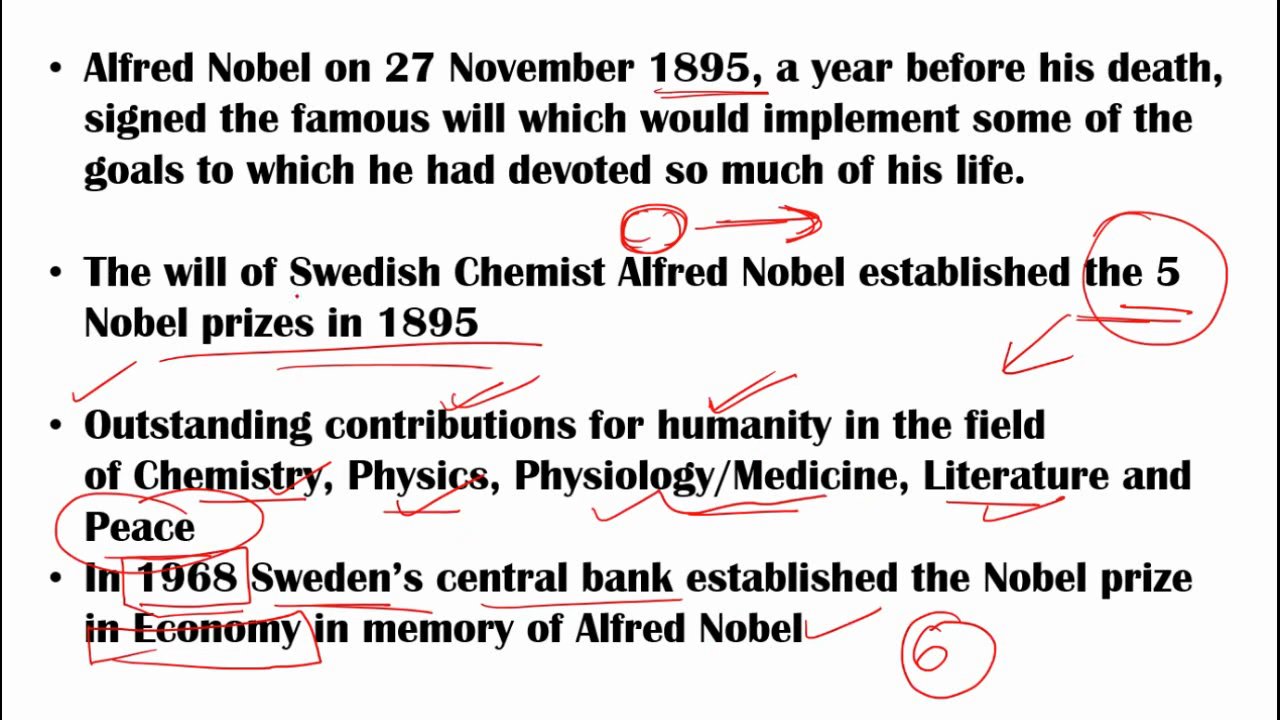 • Alfred Nobel on 27 November 1895, a year before his death,
signed the famous will which would implement some of the
goals to which he had devoted so much of his life.
• The will of Swedish Chemist Alfred Nobel established the 5
Nobel prizes in 1895
• Outstanding contributions for humanity in the field
of Chemistry, Physics, Physiology/Medicine, Literature and
Peace
• In 1968 Sweden's central bank established the Nobel prize
in Economy in memory of Alfred Nobel
6